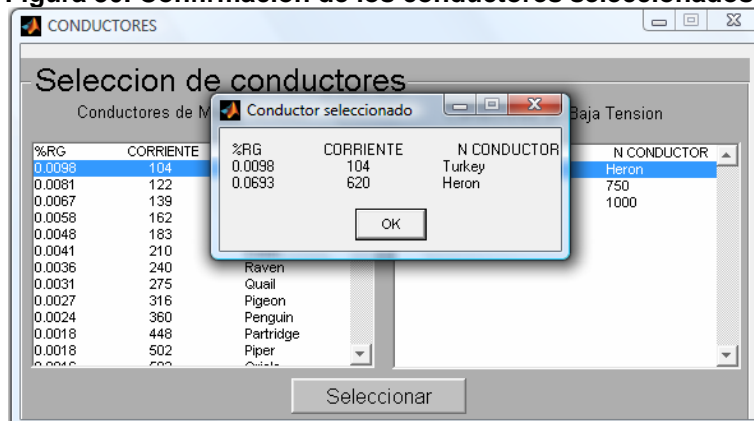 Figura 36. Confirmación de los conductores seleccionados
CONDUCTORES
Seleccion de conductores
Conductores de M
Baja Tension
Conductor seleccionado
%RG CORRIENTE N CONDUCTOR
0.0098 104 Turkey
0.0693 620 Heron
OK
%RG CORRIENTE
0.0098 104
0.0081 122
0.0067 139
0.0058 162
0.0048 183
0.0041 210
0.0036 240 Raven
0.0031 275 Quail
0.0027 316 Pigeon
0.0024 360 Penguin
0.0018 448 Partridge
0.0018 502 Piper
N CONDUCTOR
Heron
750
1000
Seleccionar